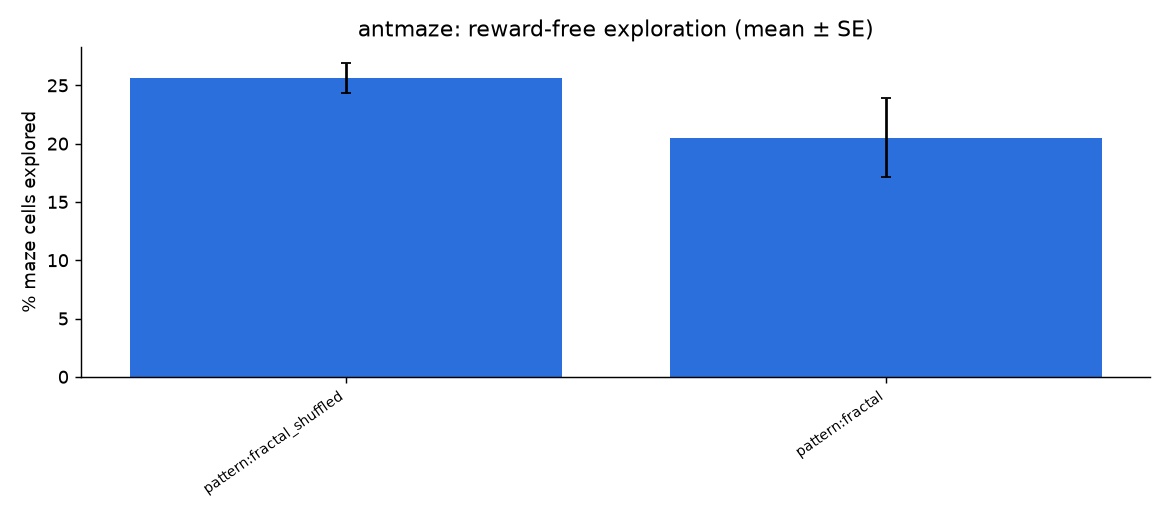 antmaze: reward-free exploration (mean ± SE)
% maze cells explored
25
20
15
10
5
0
pattern:fractal_shuffled
pattern:fractal